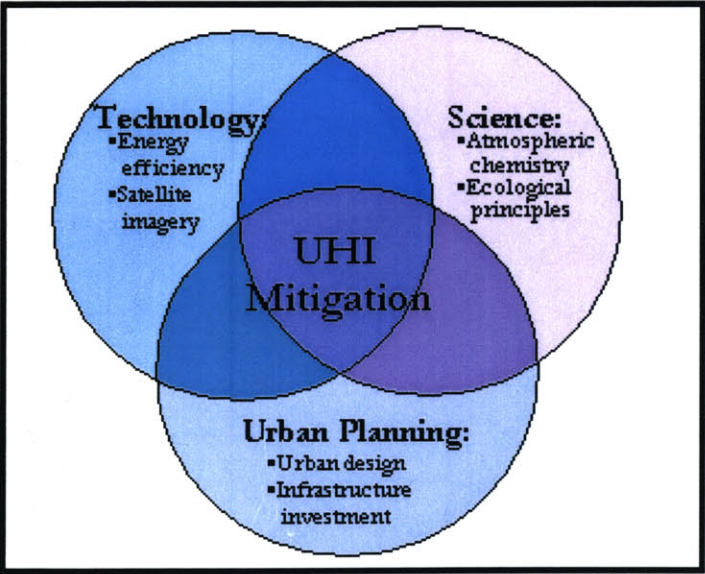 Technology:
▪Energy
efficiency
▪Satellite
imagery
Science:
▪Atmospheric
chemistry
▪Ecological
principles
UHI
Mitigation
Urban Planning:
▪Urban design
▪Infrastructure
investment